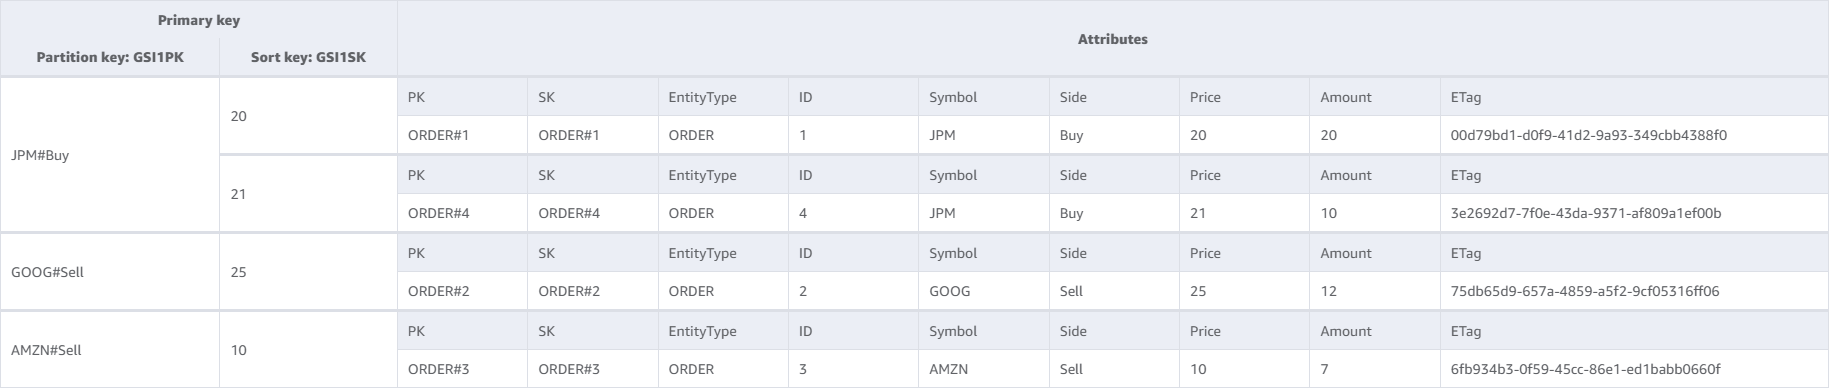 Primary key
Attributes
Partition key: GSI1PK Sort key: GSI1SK
PK SK EntityType ID Symbol Side Price Amount ETag
20
ORDER#1 ORDER#1 ORDER 1 JPM Buy 20 20 00d79bd1-d0f9-41d2-9a93-349cbb4388f0
JPM#Buy
PK SK EntityType ID Symbol Side Price Amount ETag
21
ORDER#4 ORDER#4 ORDER 4 JPM Buy 21 10 3e2692d7-7f0e-43da-9371-af809a1ef00b
PK SK EntityType ID Symbol Side Price Amount ETag
GOOG#Sell 25
ORDER#2 ORDER#2 ORDER 2 GOOG Sell 25 12 75db65d9-657a-4859-a5f2-9cf05316ff06
PK SK EntityType ID Symbol Side Price Amount ETag
AMZN#Sell 10
ORDER#3 ORDER#3 ORDER 3 AMZN Sell 10 7 6fb934b3-0f59-45cc-86e1-ed1babb0660f